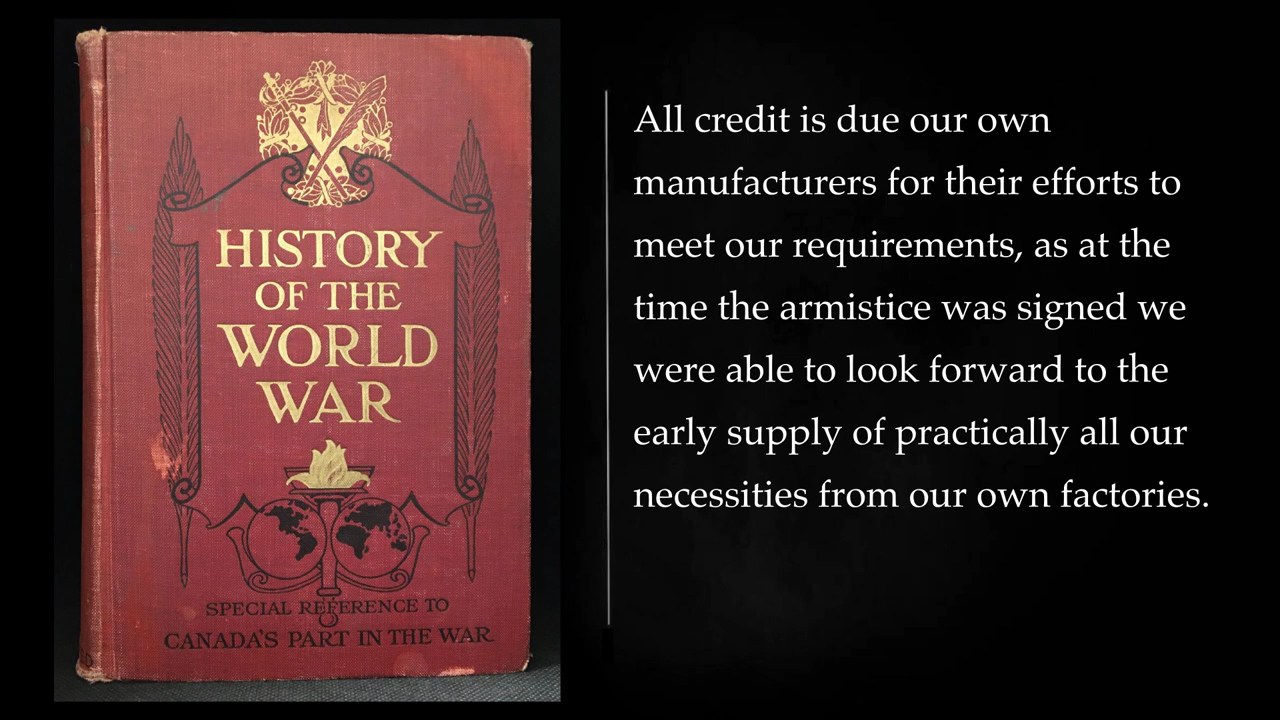 HISTORY
OF THE
WORLD
WAR
SPECIAL REFERENCE TO
CANADA'S PART IN THE WAR
All credit is due our own
manufacturers for their efforts to
meet our requirements, as at the
time the armistice was signed we
were able to look forward to the
early supply of practically all our
necessities from our own factories.